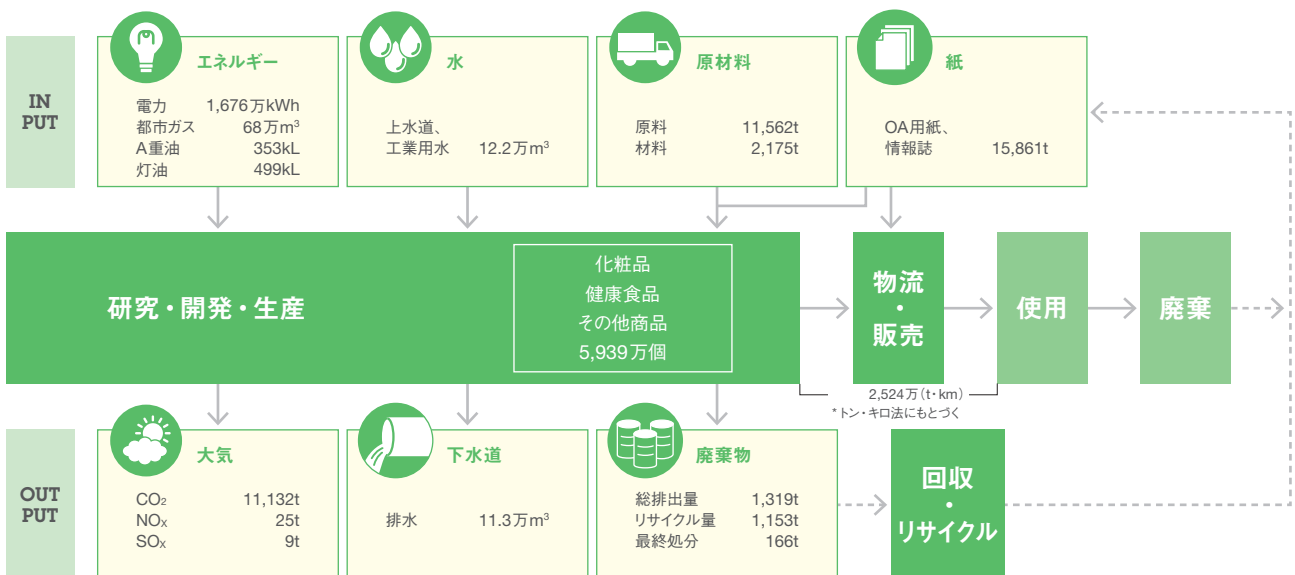 IN
PUT
エネルギー
電力 1,676万kWh
都市ガス 68万m³
A重油 353kL
灯油 499kL
水
上水道、
工業用水 12.2万m³
原材料
原料 11,562t
材料 2,175t
紙
OA用紙、
情報誌 15,861t
研究・開発・生産
化粧品
健康食品
その他商品
5,939万個
物流
・
販売
使用
廃棄
2,524万(t・km)
*トン・キロ法にもとづく
OUT
PUT
大気
CO₂ 11,132t
NOx 25t
SOx 9t
下水道
排水 11.3万m³
廃棄物
総排出量 1,319t
リサイクル量 1,153t
最終処分 166t
回収
・
リサイクル